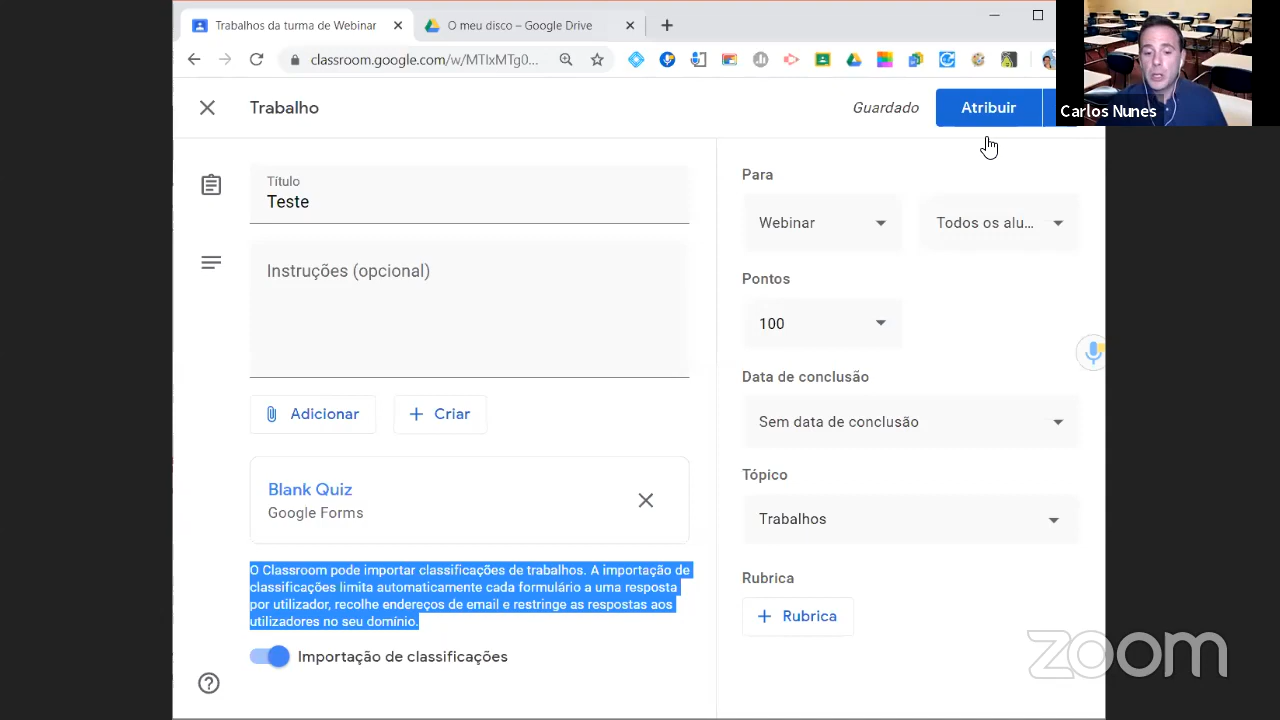 Trabalhos da turma de Webinar
O meu disco – Google Drive
classroom.google.com/w/MTIxMTg0...
Trabalho
Guardado
Atribuir
Carlos Nunes
Título
Teste
Instruções (opcional)
Adicionar
Criar
Blank Quiz
Google Forms
O Classroom pode importar classificações de trabalhos. A importação de
classificações limita automaticamente cada formulário a uma resposta
por utilizador, recolhe endereços de email e restringe as respostas aos
utilizadores no seu domínio.
Importação de classificações
Para
Webinar
Todos os alu...
Pontos
100
Data de conclusão
Sem data de conclusão
Tópico
Trabalhos
Rubrica
Rubrica
zoom